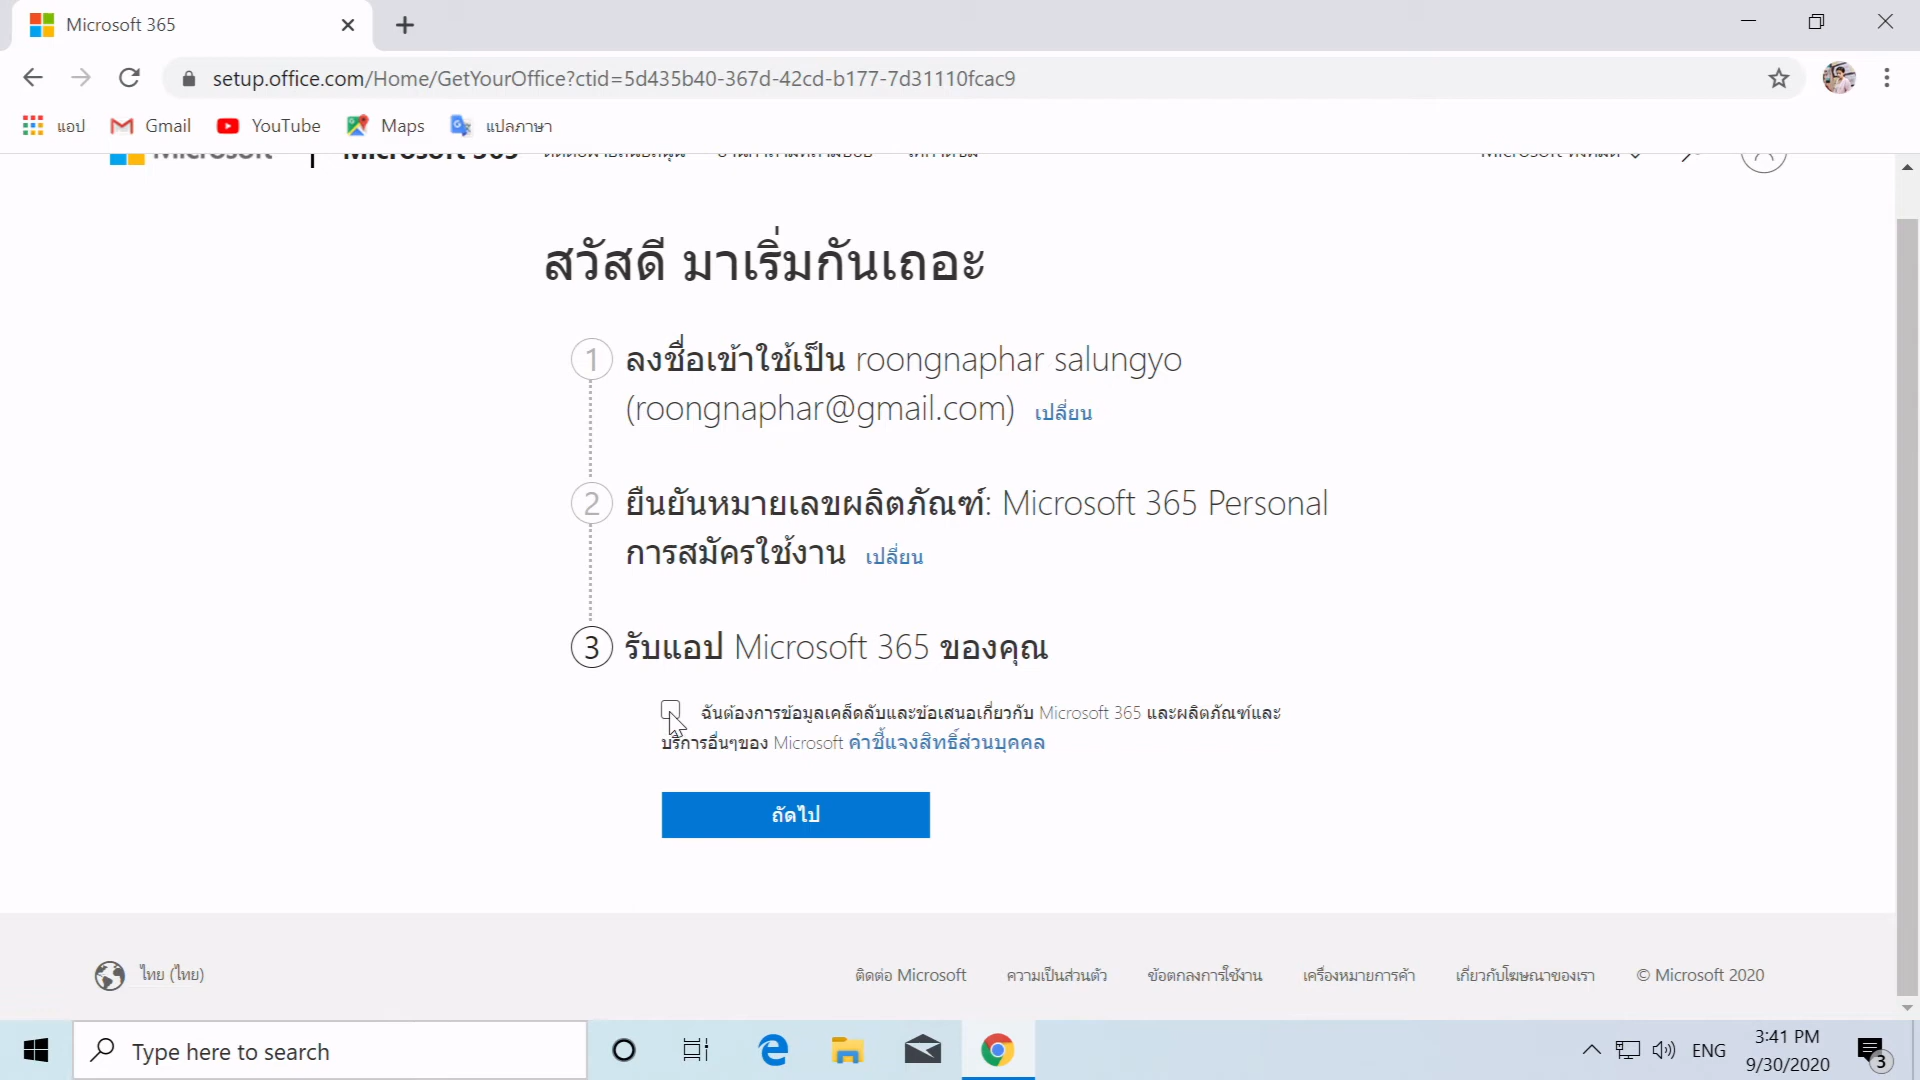 Microsoft 365
setup.office.com/Home/GetYourOffice?ctid=5d435b40-367d-42cd-b177-7d31110fcac9
แอป Gmail YouTube Maps แปลภาษา
Microsoft Microsoft 365
สวัสดี มาเริ่มกันเถอะ
1 ลงชื่อเข้าใช้เป็น roongnaphar salungyo
(roongnaphar@gmail.com) เปลี่ยน
2 ยืนยันหมายเลขผลิตภัณฑ์: Microsoft 365 Personal
การสมัครใช้งาน เปลี่ยน
3 รับแอป Microsoft 365 ของคุณ
ฉันต้องการข้อมูลเคล็ดลับและข้อเสนอเกี่ยวกับ Microsoft 365 และผลิตภัณฑ์และ
บริการอื่นๆของ Microsoft คำชี้แจงสิทธิ์ส่วนบุคคล
ถัดไป
ไทย (ไทย) ติดต่อ Microsoft ความเป็นส่วนตัว ข้อตกลงการใช้งาน เครื่องหมายการค้า เกี่ยวกับโฆษณาของเรา © Microsoft 2020
Type here to search
ENG
3:41 PM
9/30/2020
3